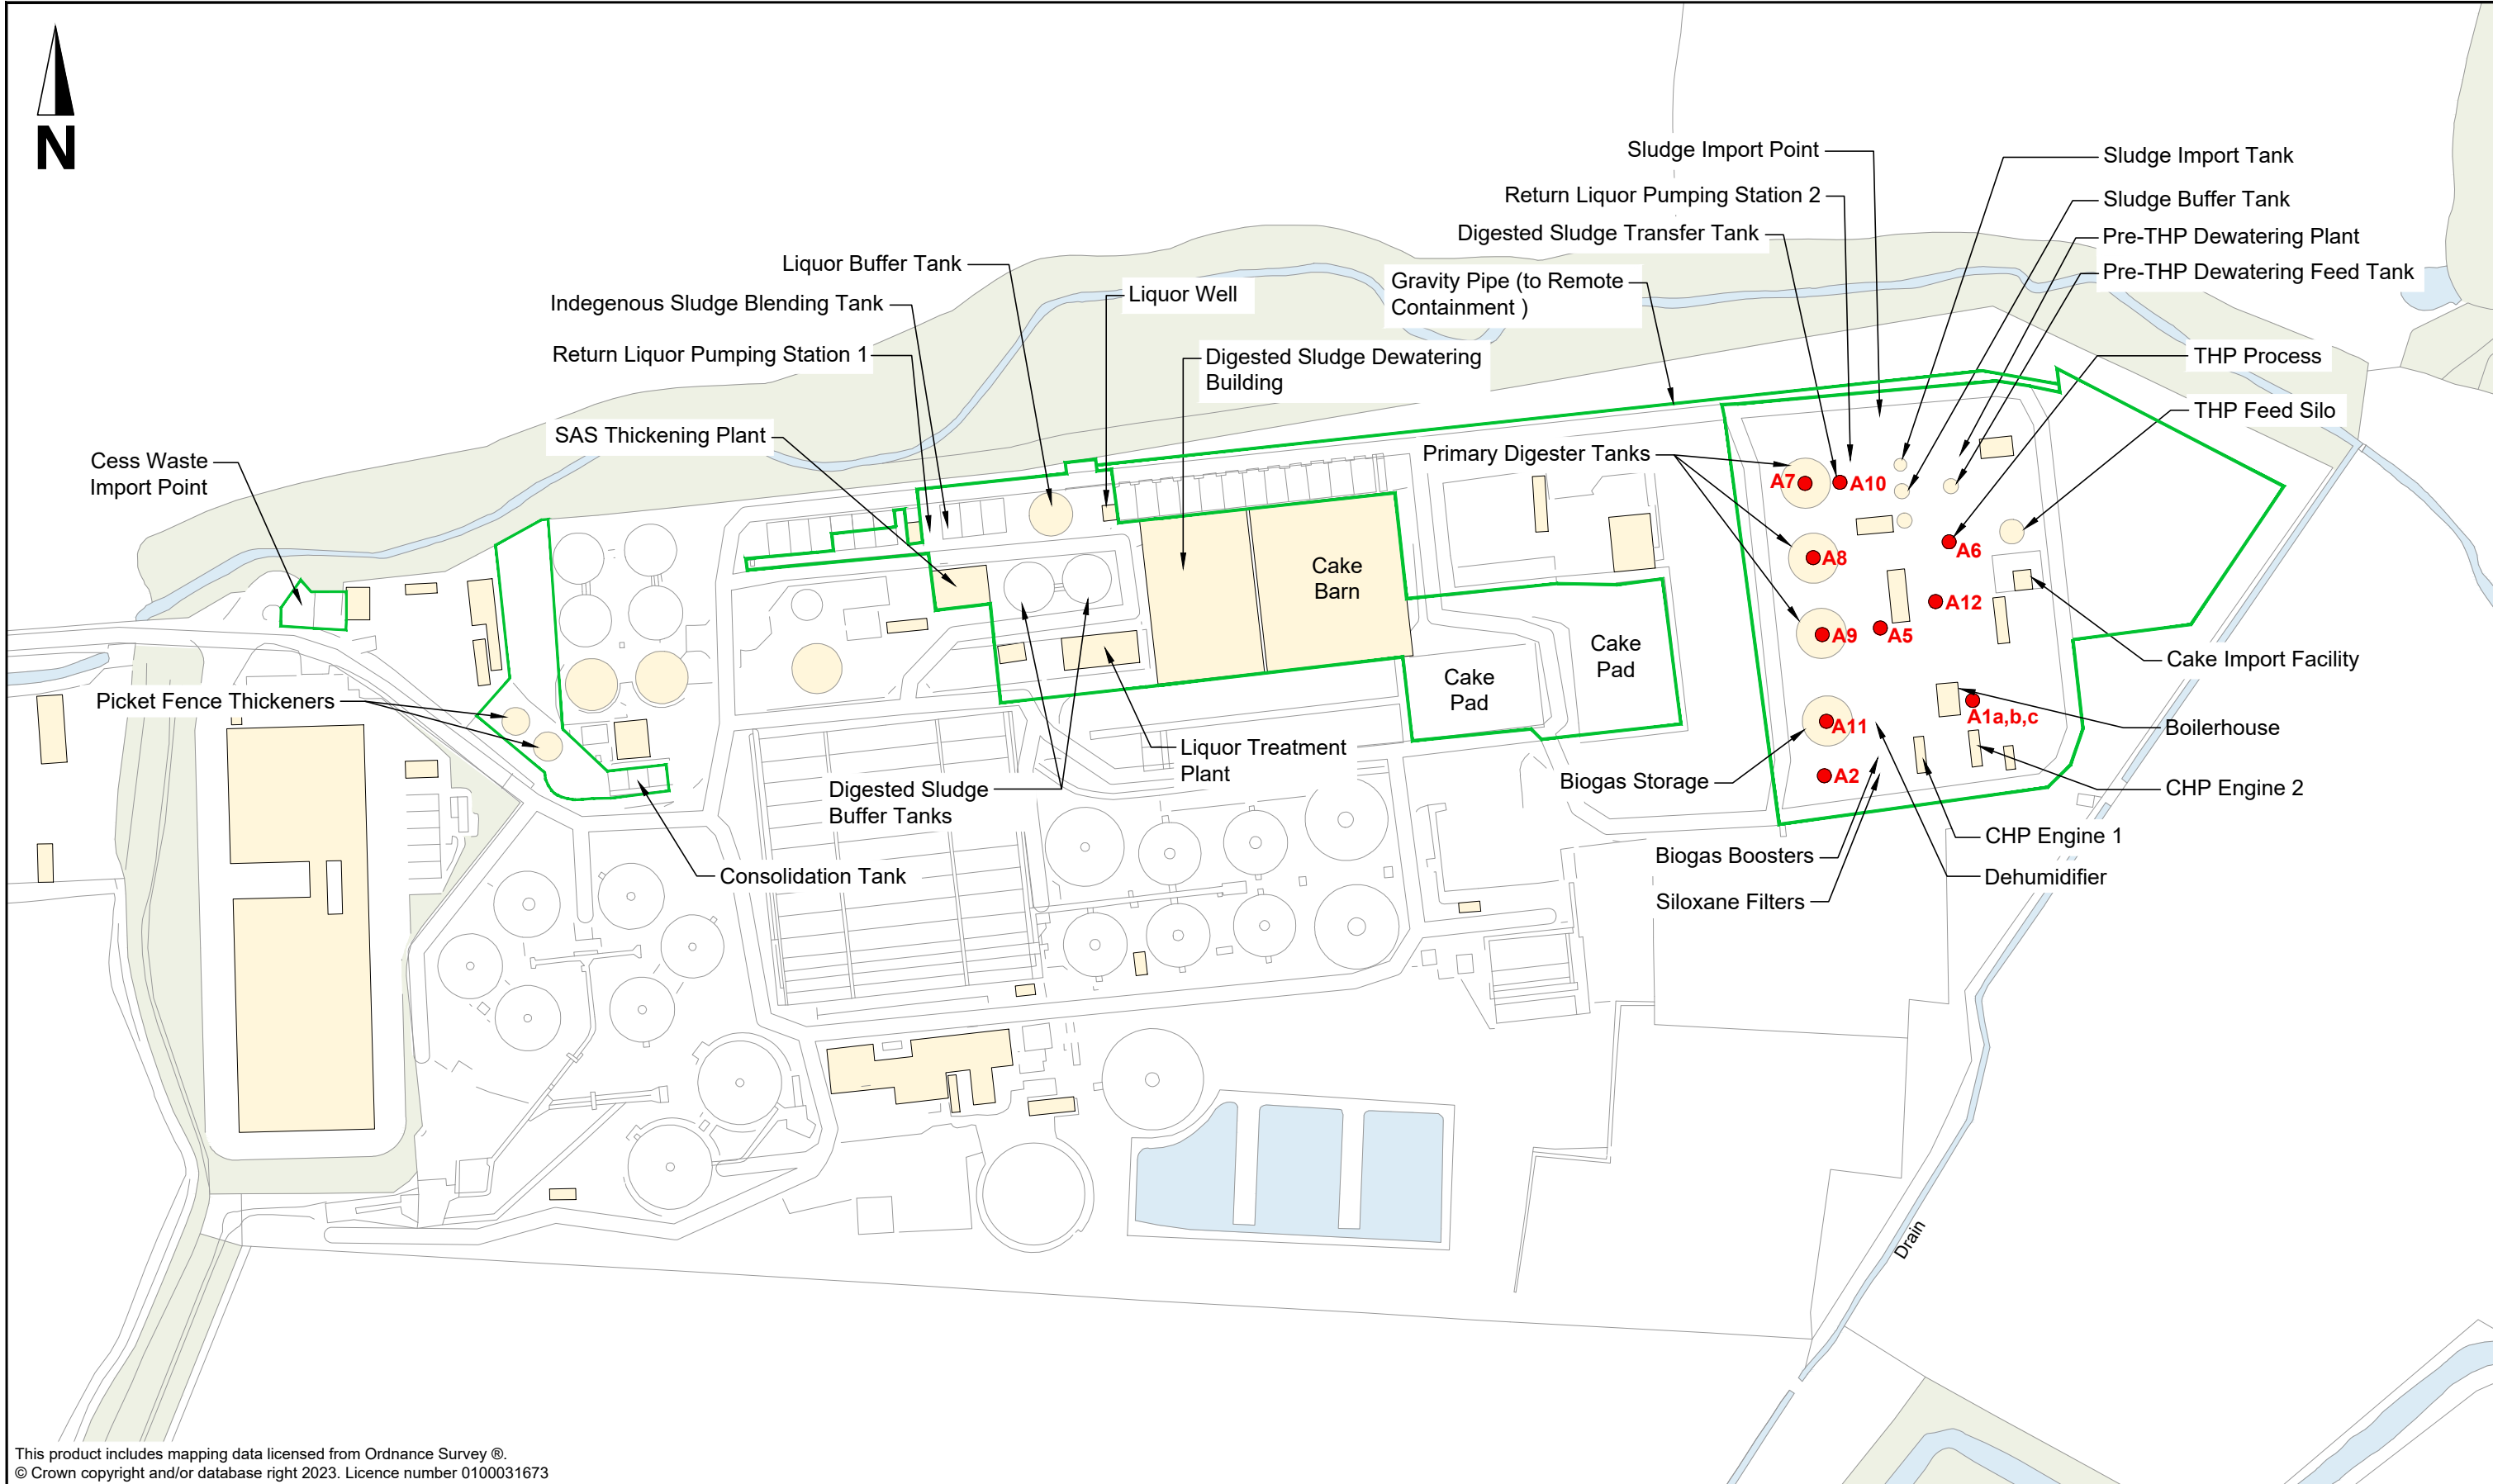 N
Sludge Import Point
Sludge Import Tank
Return Liquor Pumping Station 2
Sludge Buffer Tank
Digested Sludge Transfer Tank
Pre-THP Dewatering Plant
Liquor Buffer Tank
Pre-THP Dewatering Feed Tank
Gravity Pipe (to Remote
Containment )
Liquor Well
Indegenous Sludge Blending Tank
Return Liquor Pumping Station 1
Digested Sludge Dewatering
Building
THP Process
THP Feed Silo
SAS Thickening Plant
Primary Digester Tanks
Cess Waste
Import Point
A7
A10
A8
A6
Cake
Barn
A12
A9
A5
Cake
Pad
Cake
Pad
Cake Import Facility
Picket Fence Thickeners
A1a,b,c
A11
Boilerhouse
Liquor Treatment
Plant
A2
Biogas Storage
Digested Sludge
Buffer Tanks
CHP Engine 2
CHP Engine 1
Biogas Boosters
Consolidation Tank
Dehumidifier
Siloxane Filters
Drain
This product includes mapping data licensed from Ordnance Survey ®.
© Crown copyright and/or database right 2023. Licence number 0100031673